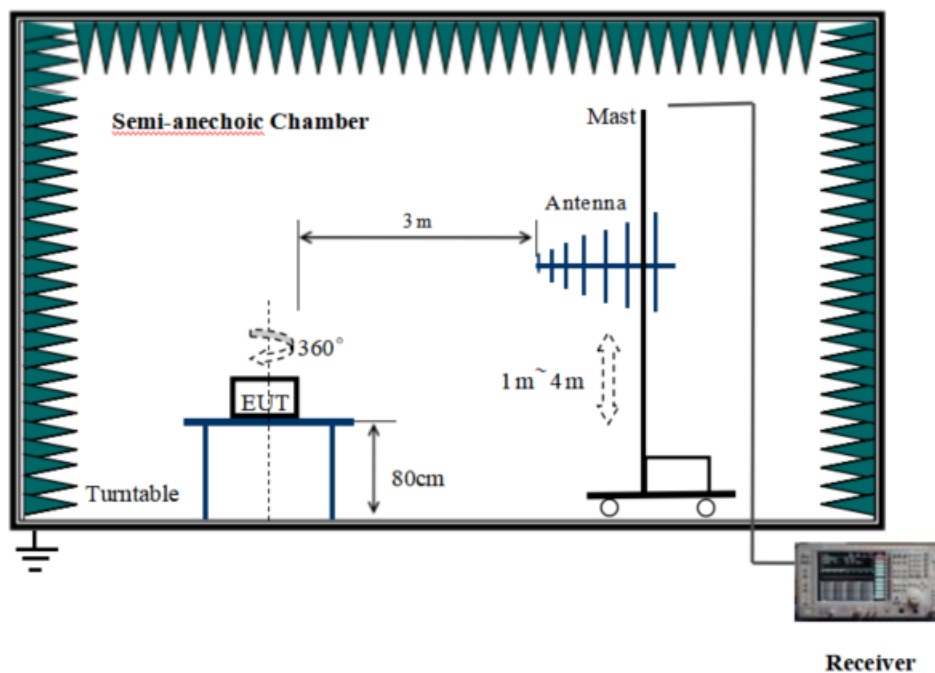 Semi-anechoic Chamber
Mast
Antenna
3 m
360°
1 m ~ 4 m
EUT
80cm
Turntable
Receiver